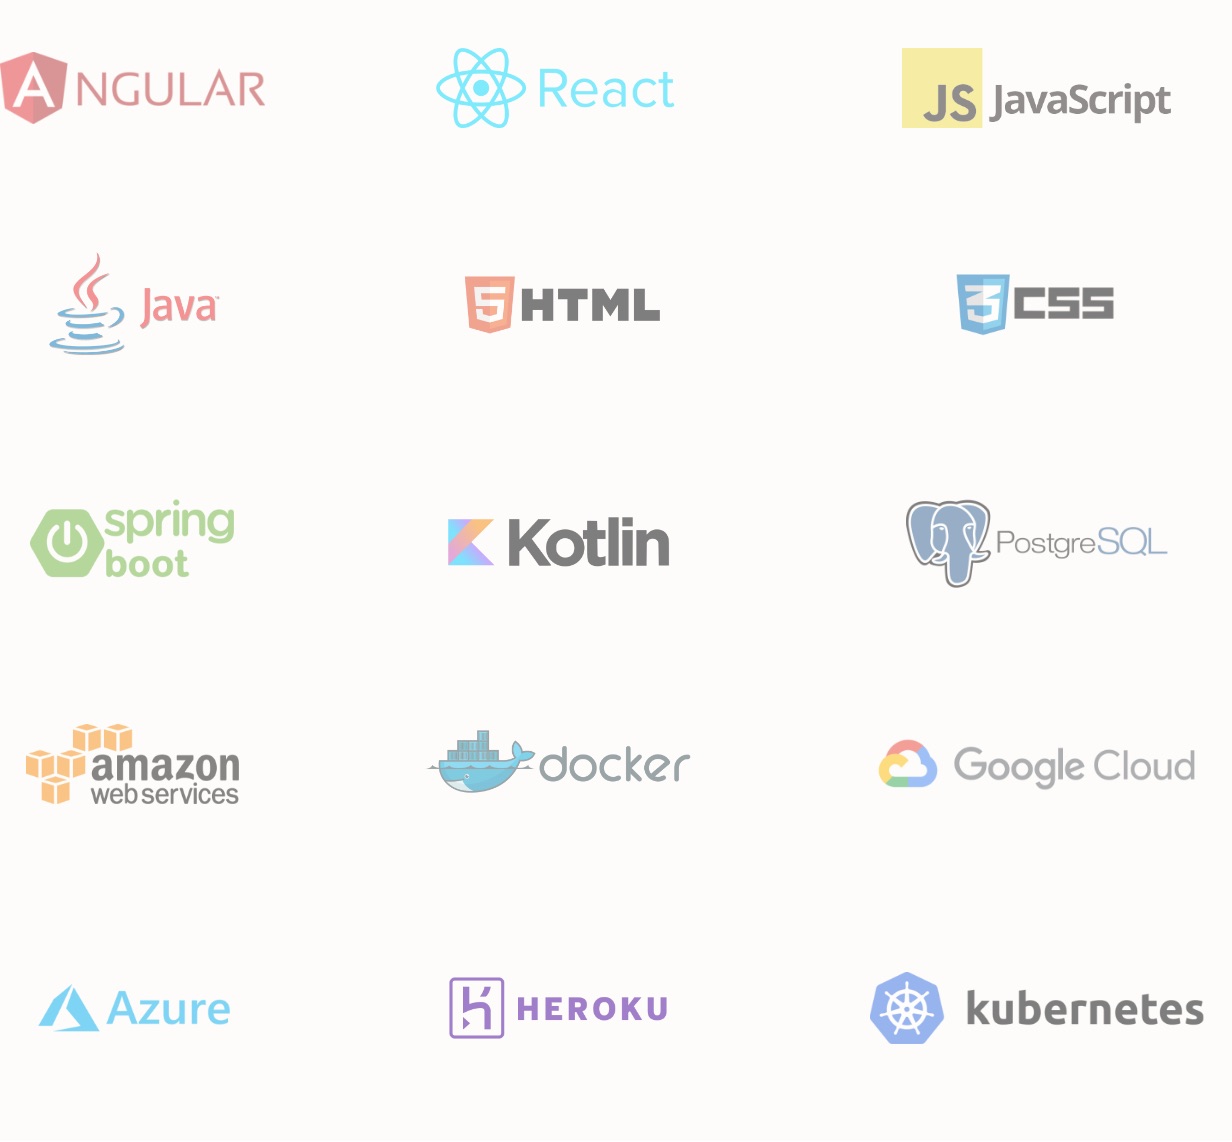 ANGULAR
React
JS JavaScript
Java™
5 HTML
3 CSS
spring
boot
Kotlin
PostgreSQL
amazon
web services
docker
Google Cloud
Azure
HEROKU
kubernetes